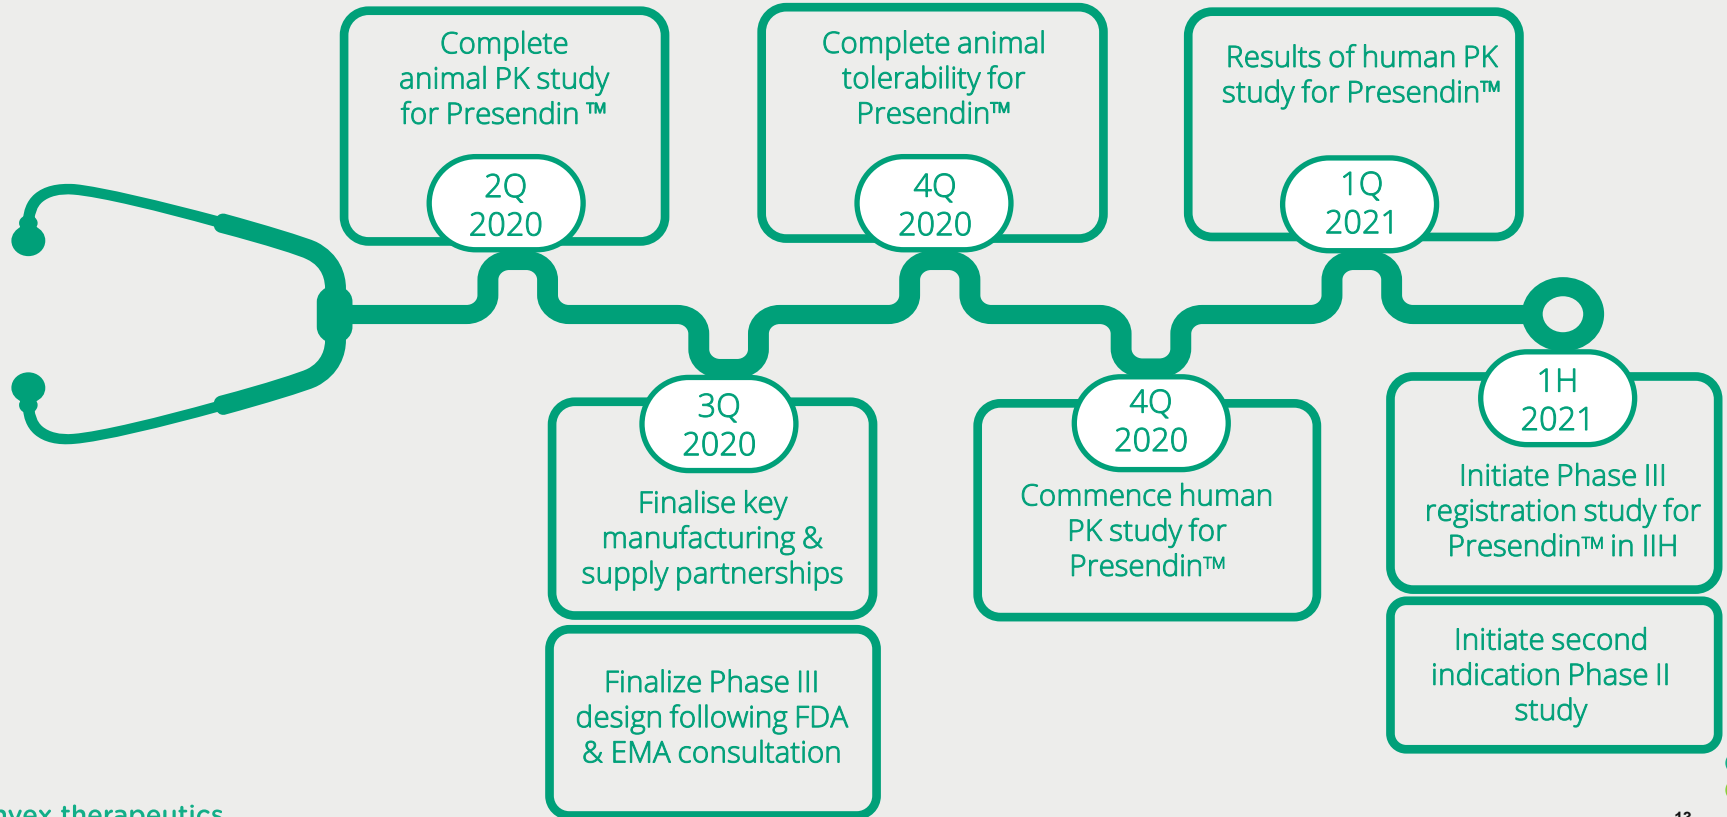 Complete
animal PK study
for Presendin ™
2Q
2020
3Q
2020
Finalise key
manufacturing &
supply partnerships
Finalize Phase III
design following FDA
& EMA consultation
Complete animal
tolerability for
Presendin™
4Q
2020
4Q
2020
Commence human
PK study for
Presendin™
Results of human PK
study for Presendin™
1Q
2021
1H
2021
Initiate Phase III
registration study for
Presendin™ in IIH
Initiate second
indication Phase II
study
therapeutics